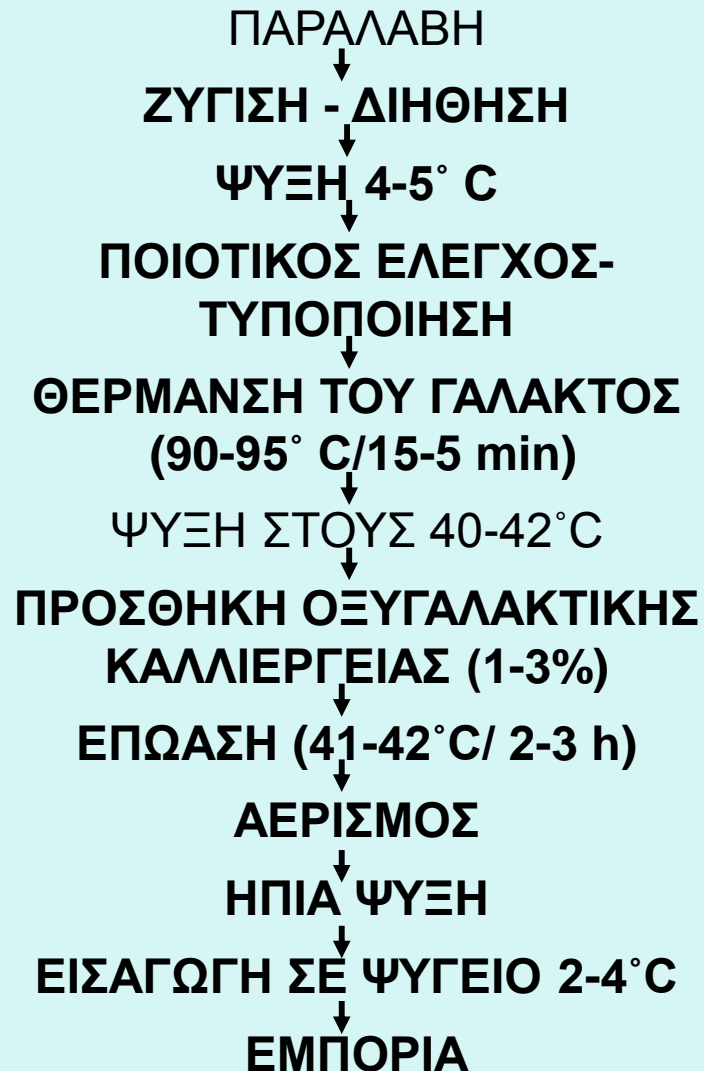 ΠΑΡΑΛΑΒΗ
ΖΥΓΙΣΗ - ΔΙΗΘΗΣΗ
ΨΥΞΗ 4-5˚ C
ΠΟΙΟΤΙΚΟΣ ΕΛΕΓΧΟΣ-
ΤΥΠΟΠΟΙΗΣΗ
ΘΕΡΜΑΝΣΗ ΤΟΥ ΓΑΛΑΚΤΟΣ
(90-95˚ C/15-5 min)
ΨΥΞΗ ΣΤΟΥΣ 40-42˚C
ΠΡΟΣΘΗΚΗ ΟΞΥΓΑΛΑΚΤΙΚΗΣ
ΚΑΛΛΙΕΡΓΕΙΑΣ (1-3%)
ΕΠΩΑΣΗ (41-42˚C/ 2-3 h)
ΑΕΡΙΣΜΟΣ
ΗΠΙΑ ΨΥΞΗ
ΕΙΣΑΓΩΓΗ ΣΕ ΨΥΓΕΙΟ 2-4˚C
ΕΜΠΟΡΙΑ